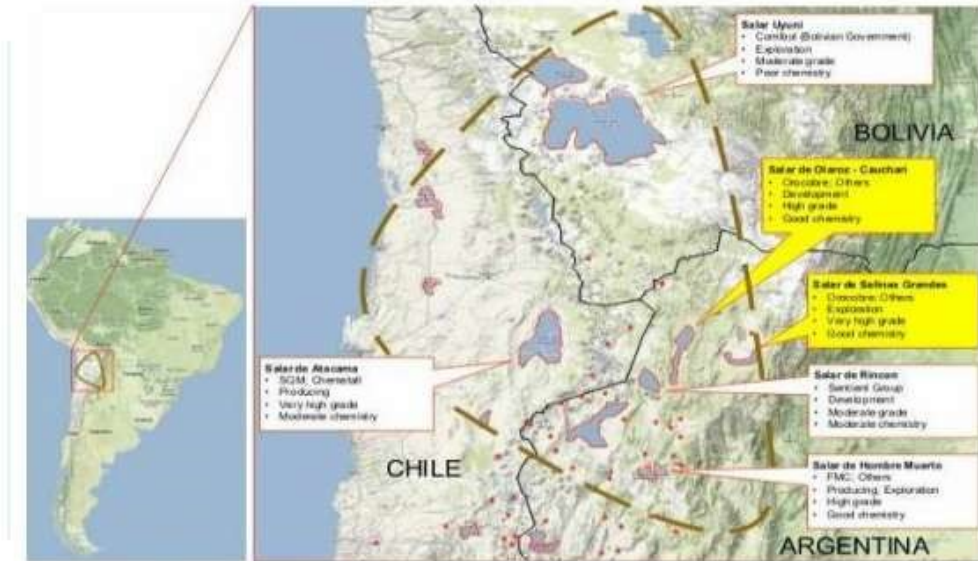 Salar Uyuni
• Comibol (Bolivian Government)
• Exploration
• Moderate grade
• Poor chemistry
BOLIVIA
Salar de Olaroz - Cauchari
• Orocobre; Others
• Development
• High grade
• Good chemistry
Salar de Salinas Grandes
• Orocobre; Others
• Exploration
• Very high grade
• Good chemistry
Salar de Atacama
• SQM; Chemetall
• Producing
• Very high grade
• Moderate chemistry
Salar de Rincon
• Sentient Group
• Development
• Moderate grade
• Moderate chemistry
CHILE
Salar de Hombre Muerto
• FMC; Others
• Producing; Exploration
• High grade
• Good chemistry
ARGENTINA